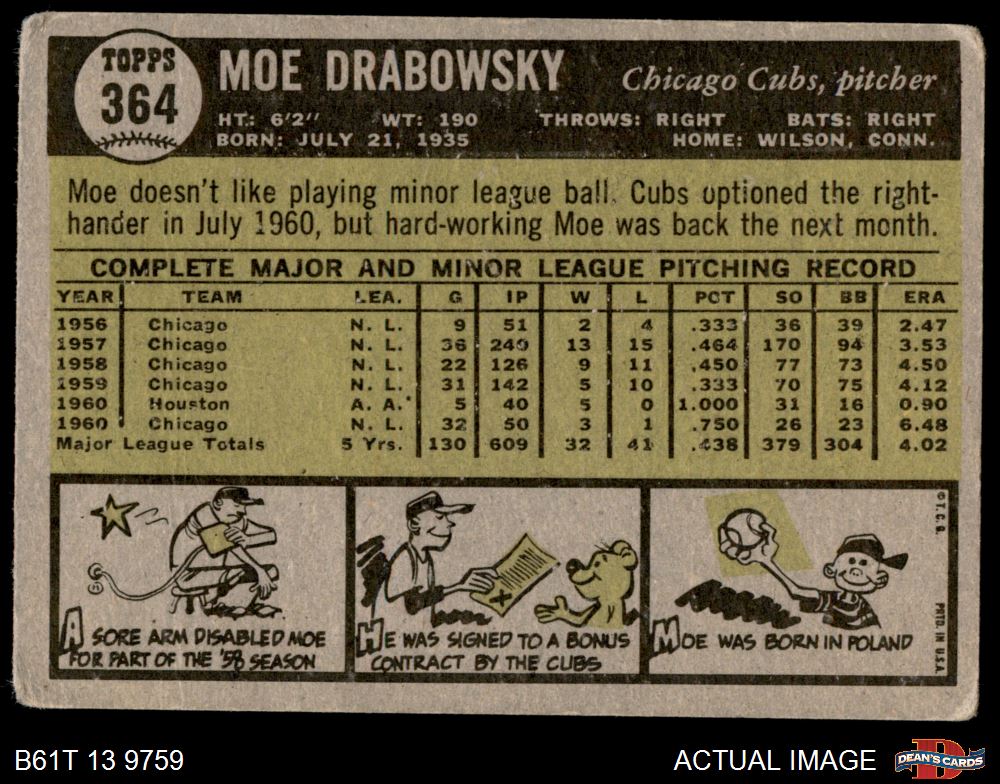 TOPPS
364
MOE DRABOWSKY
Chicago Cubs, pitcher
HT: 6'2" WT: 190 THROWS: RIGHT BATS: RIGHT
BORN: JULY 21, 1935 HOME: WILSON, CONN.
Moe doesn't like playing minor league ball. Cubs optioned the right-
hander in July 1960, but hard-working Moe was back the next month.
COMPLETE MAJOR AND MINOR LEAGUE PITCHING RECORD
YEAR TEAM LEA. G IP W L PCT SO BB ERA
1956 Chicago N. L. 9 51 2 4 .333 36 39 2.47
1957 Chicago N. L. 36 240 13 15 .464 170 94 3.53
1958 Chicago N. L. 22 126 9 11 .450 77 73 4.50
1959 Chicago N. L. 31 142 5 10 .333 70 75 4.12
1960 Houston A. A. 5 40 5 0 1.000 31 16 0.90
1960 Chicago N. L. 32 50 3 1 .750 26 23 6.48
Major League Totals 5 Yrs. 130 609 32 41 .438 379 304 4.02
A SORE ARM DISABLED MOE
FOR PART OF THE '58 SEASON
HE WAS SIGNED TO A BONUS
CONTRACT BY THE CUBS
MOE WAS BORN IN POLAND
© T. C. G. PRTD. IN U.S.A.
B61T 13 9759
ACTUAL IMAGE
DEAN'S CARDS